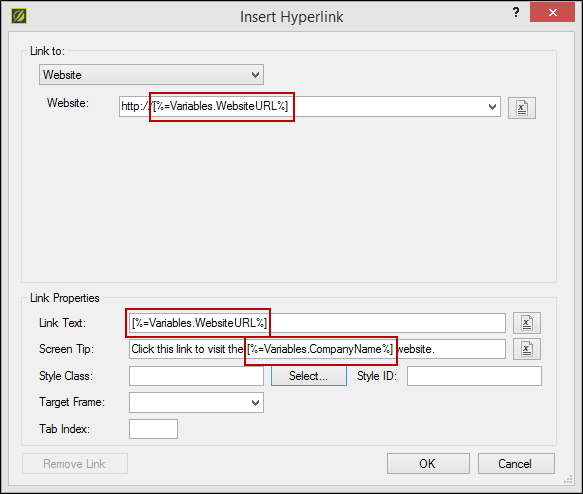 Insert Hyperlink
?
Link to:
Website
Website: http://[%=Variables.WebsiteURL%]
Link Properties
Link Text: [%=Variables.WebsiteURL%]
Screen Tip: Click this link to visit the [%=Variables.CompanyName%] website.
Style Class: Select... Style ID:
Target Frame:
Tab Index:
Remove Link OK Cancel